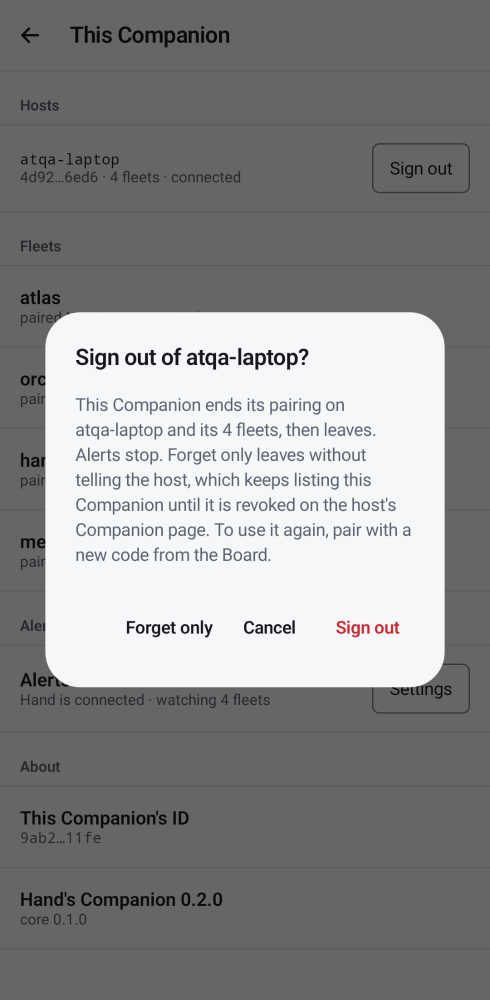 This Companion
Hosts
atqa-laptop
4d92…6ed6 · 4 fleets · connected
Sign out
Fleets
atlas
paired
Sign out of atqa-laptop?
This Companion ends its pairing on
atqa-laptop and its 4 fleets, then leaves.
Alerts stop. Forget only leaves without
telling the host, which keeps listing this
Companion until it is revoked on the host's
Companion page. To use it again, pair with a
new code from the Board.
Forget only
Cancel
Sign out
Alerts
Hand is connected · watching 4 fleets
Settings
About
This Companion's ID
9ab2…11fe
Hand's Companion 0.2.0
core 0.1.0